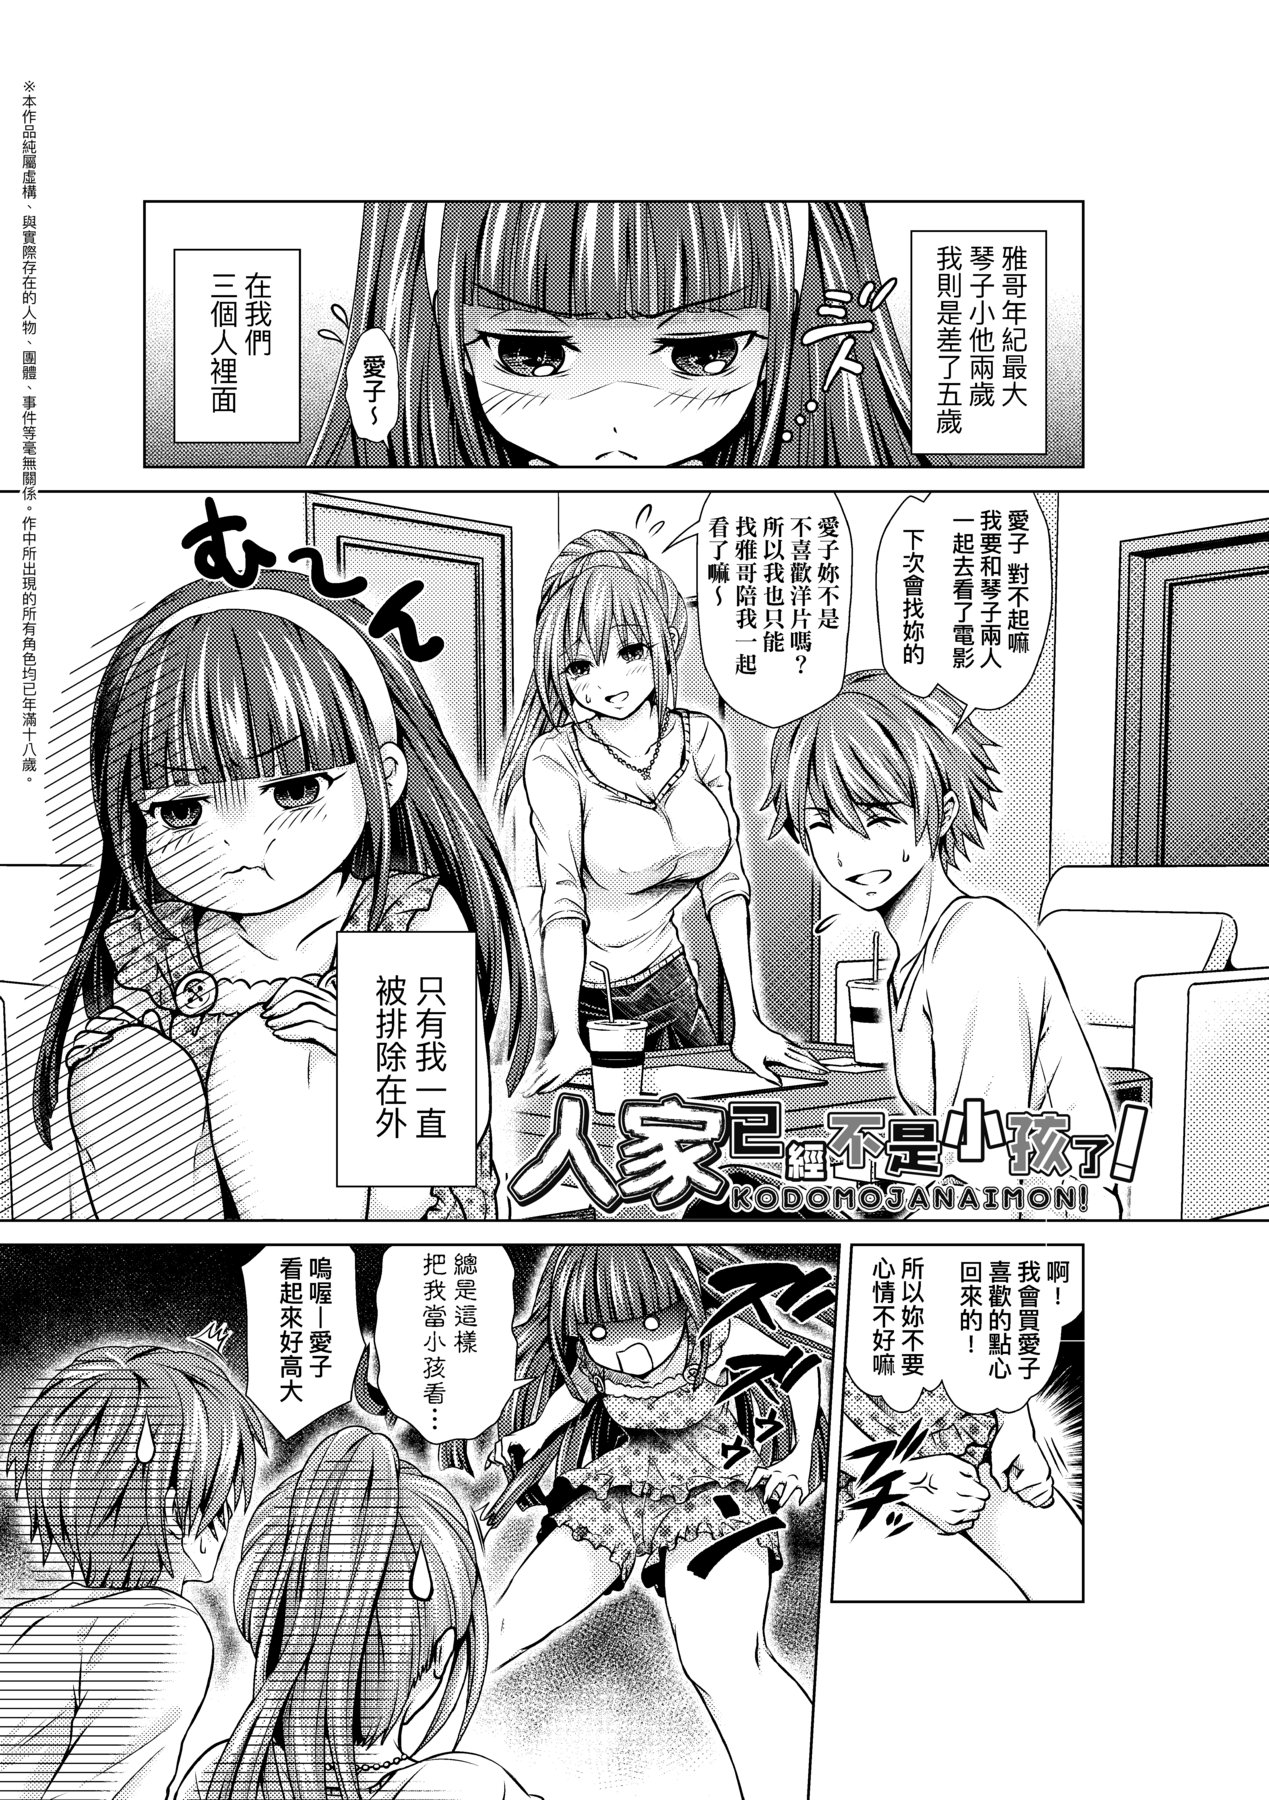 雅哥年紀最大
琴子小他兩歲
我則是差了五歲
ミズ
愛子～
在我們
三個人裡面
愛子 對不起嘛
我要和琴子兩人
一起去看了電影
下次會找妳的
愛子妳不是
不喜歡洋片嗎？
所以我也只能
找雅哥陪我一起
看了嘛～
む～ん
只有我一直
被排除在外
人家已經不是小孩了！
KODOMOJANAIMON!
啊！
我會買愛子
喜歡的點心
回來的！
所以妳不要
心情不好嘛
ブチ
ズズゥゥン
總是這樣
把我當小孩看…
嗚喔—愛子
看起來好高大
※本作品純屬虛構、與實際存在的人物、團體、事件等毫無關係。作中所出現的所有角色均已年滿十八歲。